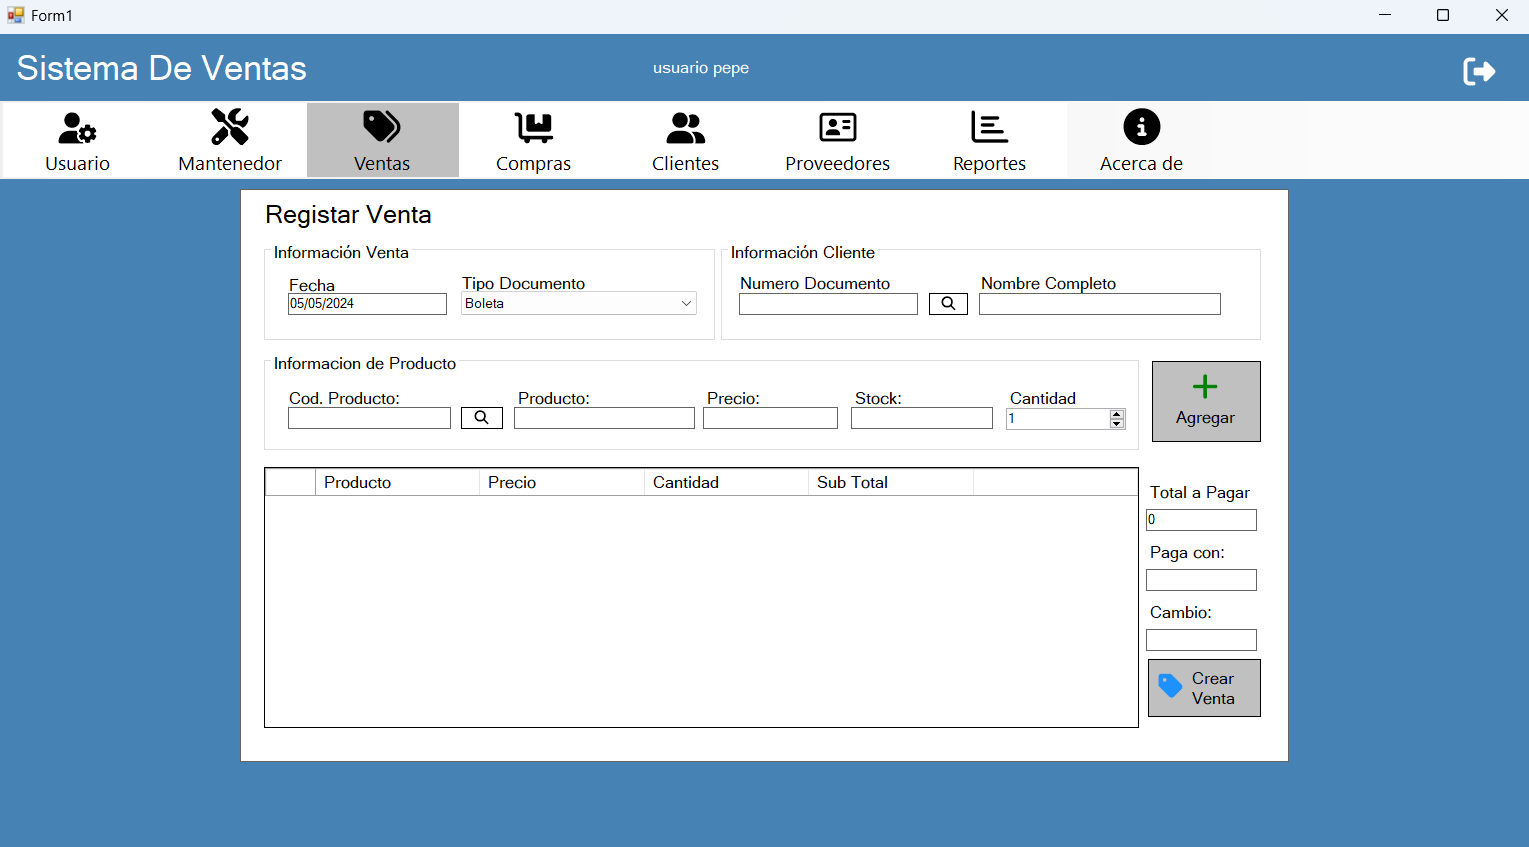 Form1
Sistema De Ventas
usuario pepe
Usuario
Mantenedor
Ventas
Compras
Clientes
Proveedores
Reportes
Acerca de
Registar Venta
Información Venta
Fecha
05/05/2024
Tipo Documento
Boleta
Información Cliente
Numero Documento
Nombre Completo
Informacion de Producto
Cod. Producto:
Producto:
Precio:
Stock:
Cantidad
1
Agregar
Producto
Precio
Cantidad
Sub Total
Total a Pagar
0
Paga con:
Cambio:
Crear
Venta